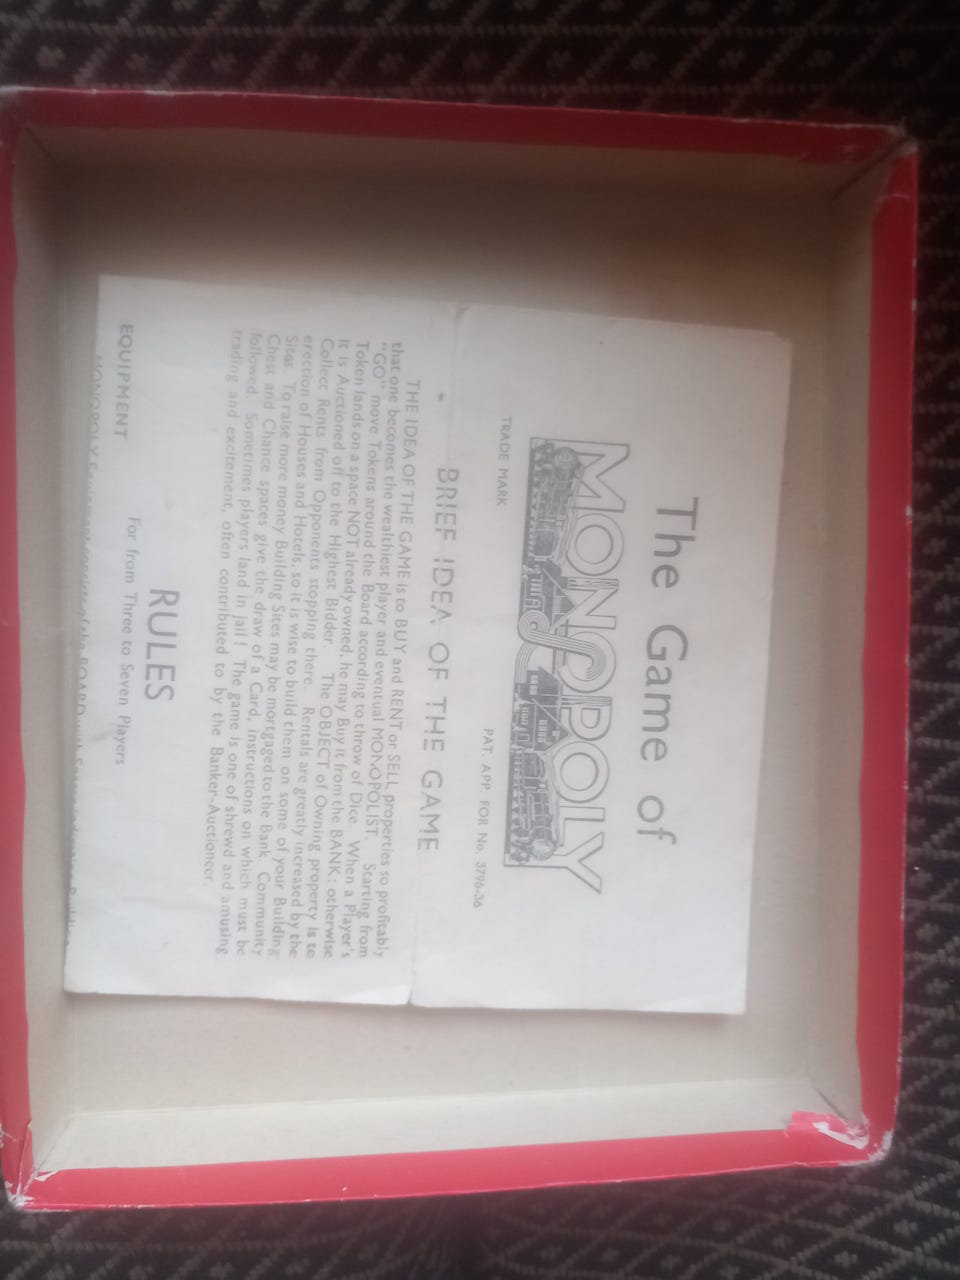 The Game of
MONOPOLY
TRADE MARK PAT. APP. FOR No. 3796-36
BRIEF IDEA OF THE GAME
THE IDEA OF THE GAME is to BUY and RENT or SELL properties so profitably
that one becomes the wealthiest player and eventual MONOPOLIST. Starting from
"GO" move Tokens around the Board according to throw of Dice. When a Player's
Token lands on a space NOT already owned, he may Buy it from the BANK: otherwise
it is Auctioned off to the Highest Bidder. The OBJECT of Owning property is to
Collect Rents from Opponents stopping there. Rentals are greatly increased by the
erection of Houses and Hotels, so it is wise to build them on some of your Building
Sites. To raise more money Building Sites may be mortgaged to the Bank. Community
Chest and Chance spaces give the draw of a Card, instructions on which must be
followed. Sometimes players land in jail! The game is one of shrewd and amusing
trading and excitement, often contributed to by the Banker-Auctioneer.
RULES
For from Three to Seven Players
EQUIPMENT
MONOPOLY of the BOARD